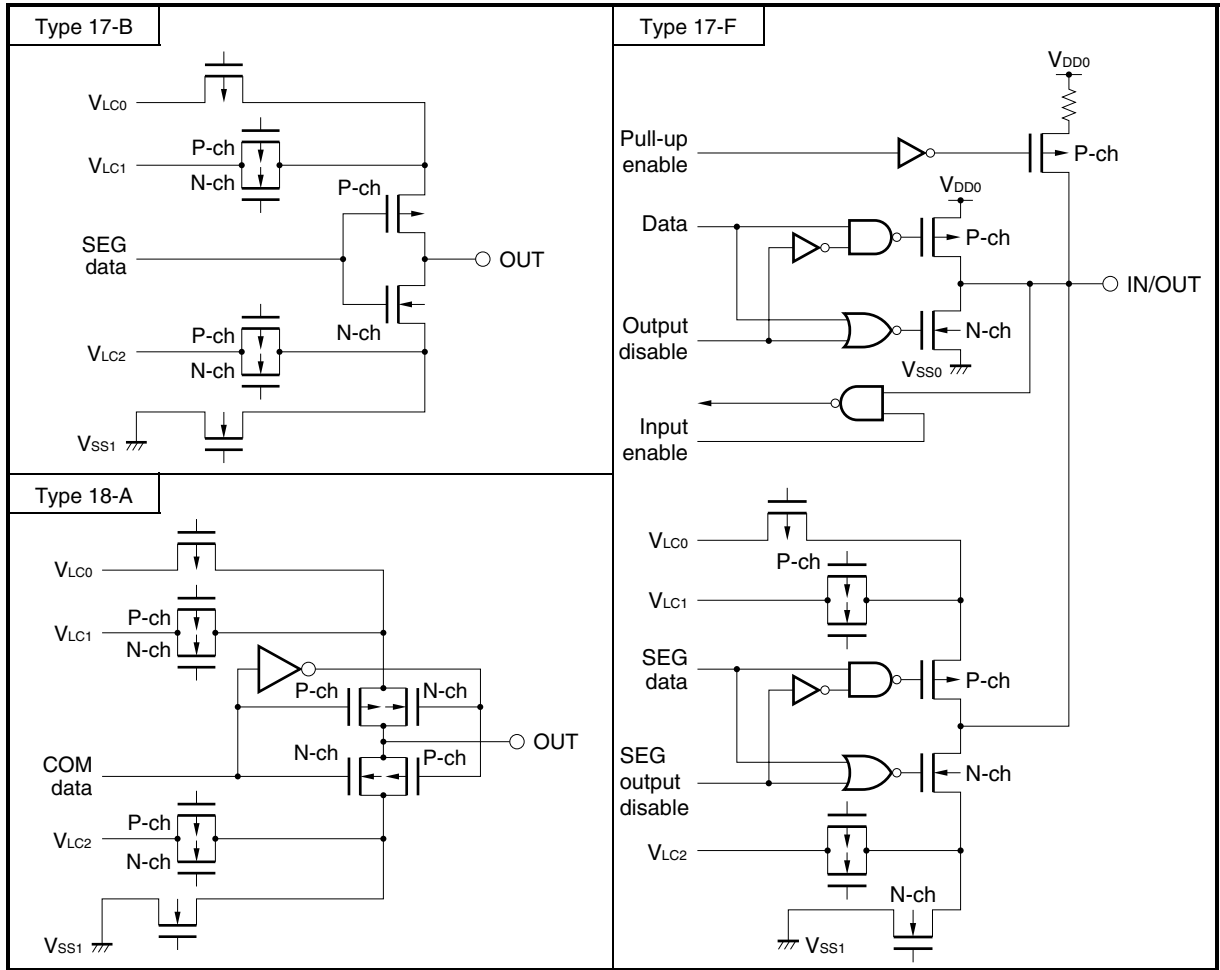 Type 17-B
VLC0
P-ch
VLC1
N-ch
P-ch
SEG
data
OUT
P-ch
N-ch
VLC2
N-ch
VSS1
Type 18-A
VLC0
P-ch
VLC1
N-ch
P-ch
N-ch
OUT
N-ch
P-ch
COM
data
P-ch
VLC2
N-ch
VSS1
Type 17-F
VDD0
Pull-up
enable
P-ch
VDD0
Data
P-ch
IN/OUT
Output
disable
N-ch
VSS0
Input
enable
VLC0
P-ch
VLC1
SEG
data
P-ch
SEG
output
disable
N-ch
VLC2
N-ch
VSS1